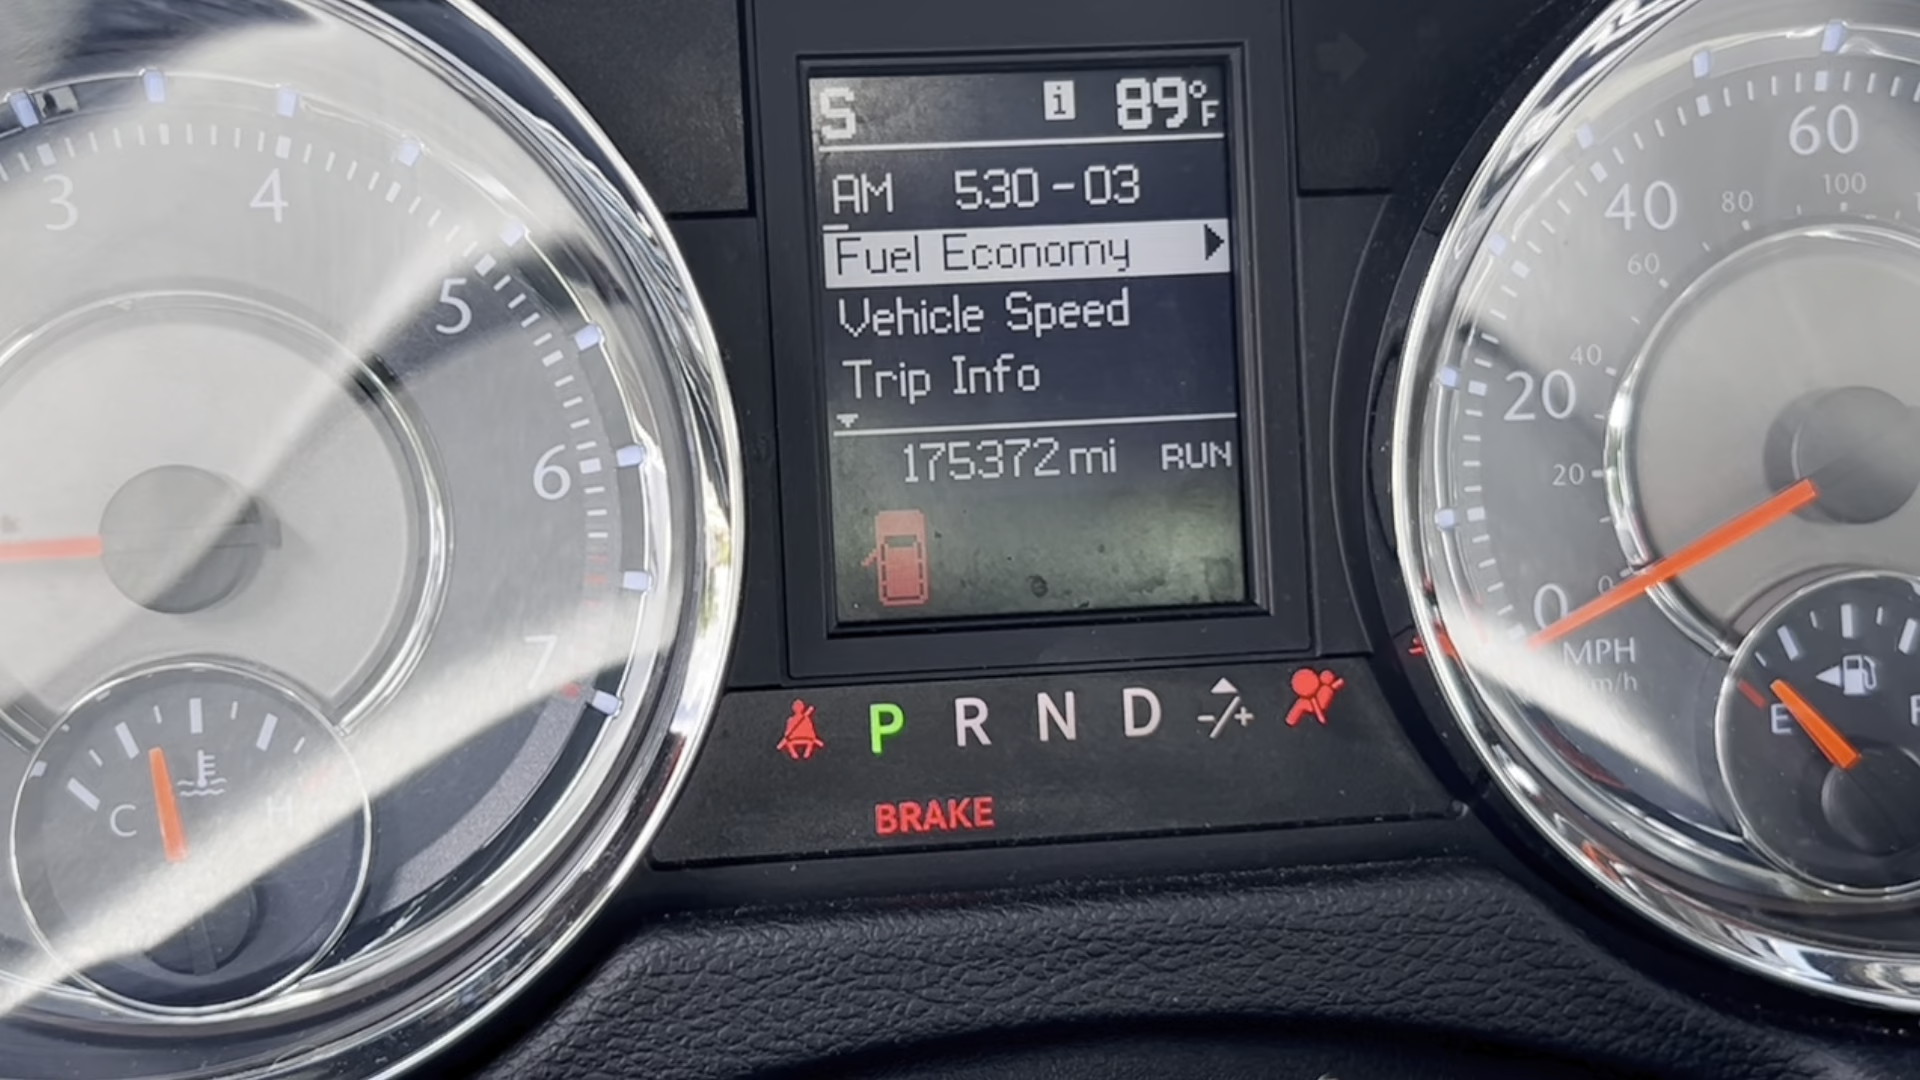 S i 89°F
AM 530-03
Fuel Economy
Vehicle Speed
Trip Info
175372 mi RUN
3 4 5 6 7
C H
P R N D -/+
BRAKE
0 20 40 60
0 20 40 60 80 100
MPH
km/h
E F